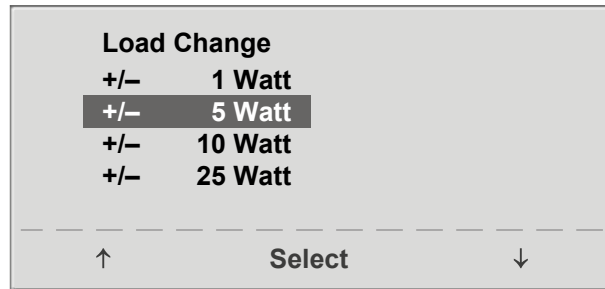 Load Change
+/– 1 Watt
+/– 5 Watt
+/– 10 Watt
+/– 25 Watt
↑ Select ↓